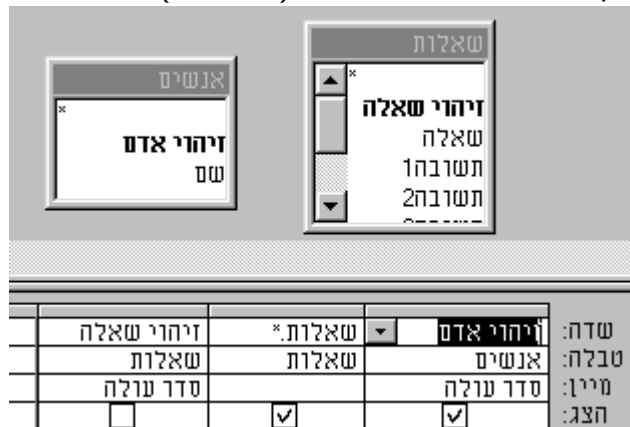 שאלות
*
זיהוי שאלה
שאלה
תשובה1
תשובה2
אנשים
*
זיהוי אדם
שם
שדה: זיהוי אדם שאלות.* זיהוי שאלה
טבלה: אנשים שאלות שאלות
מיין: סדר עולה סדר עולה
הצג: